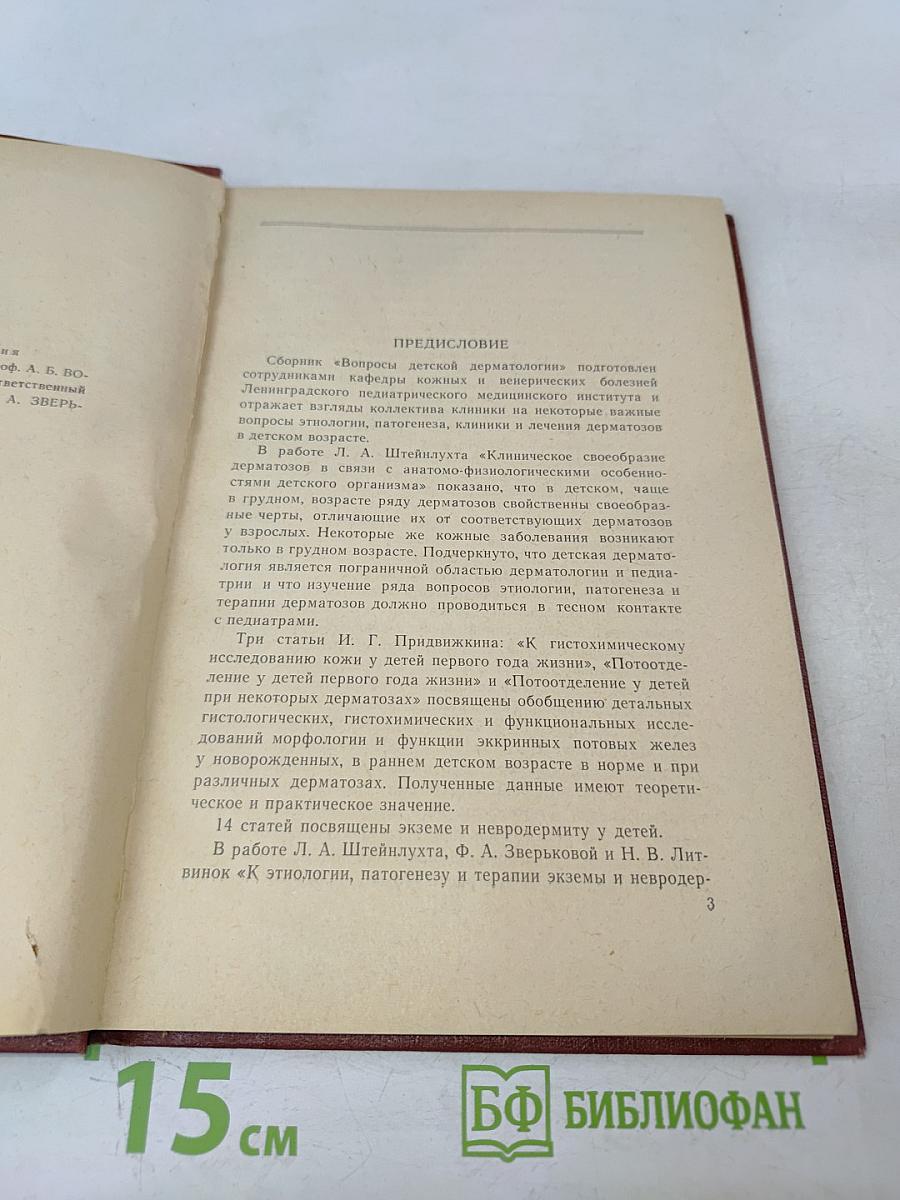 ия
оф. А. Б. ВО-
тветственный
А. ЗВЕРЬ-
ПРЕДИСЛОВИЕ
Сборник «Вопросы детской дерматологии» подготовлен
сотрудниками кафедры кожных и венерических болезней
Ленинградского педиатрического медицинского института и
отражает взгляды коллектива клиники на некоторые важные
вопросы этнологии, патогенеза, клиники и лечения дерматозов
в детском возрасте.
В работе Л. А. Штейнлухта «Клиническое своеобразие
дерматозов в связи с анатомо-физиологическими особенно-
стями детского организма» показано, что в детском, чаще
в грудном, возрасте ряду дерматозов свойственны своеобраз-
ные черты, отличающие их от соответствующих дерматозов
у взрослых. Некоторые же кожные заболевания возникают
только в грудном возрасте. Подчеркнуто, что детская дермато-
логия является пограничной областью дерматологии и педиа-
трии и что изучение ряда вопросов этиологии, патогенеза и
терапии дерматозов должно проводиться в тесном контакте
с педиатрами.
Три статьи И. Г. Придвижкина: «К гистохимическому
исследованию кожи у детей первого года жизни», «Потоотде-
ление у детей первого года жизни» и «Потоотделение у детей
при некоторых дерматозах» посвящены обобщению детальных
гистологических, гистохимических и функциональных иссле-
дований морфологии и функции эккринных потовых желез
у новорожденных, в раннем детском возрасте в норме и при
различных дерматозах. Полученные данные имеют теорети-
ческое и практическое значение.
14 статей посвящены экземе и невродермиту у детей.
В работе Л. А. Штейнлухта, Ф. А. Зверьковой и Н. В. Лит-
винок «К этиологии, патогенезу и терапии экземы и невродер-
3
15 см
БФ БИБЛИОФАН